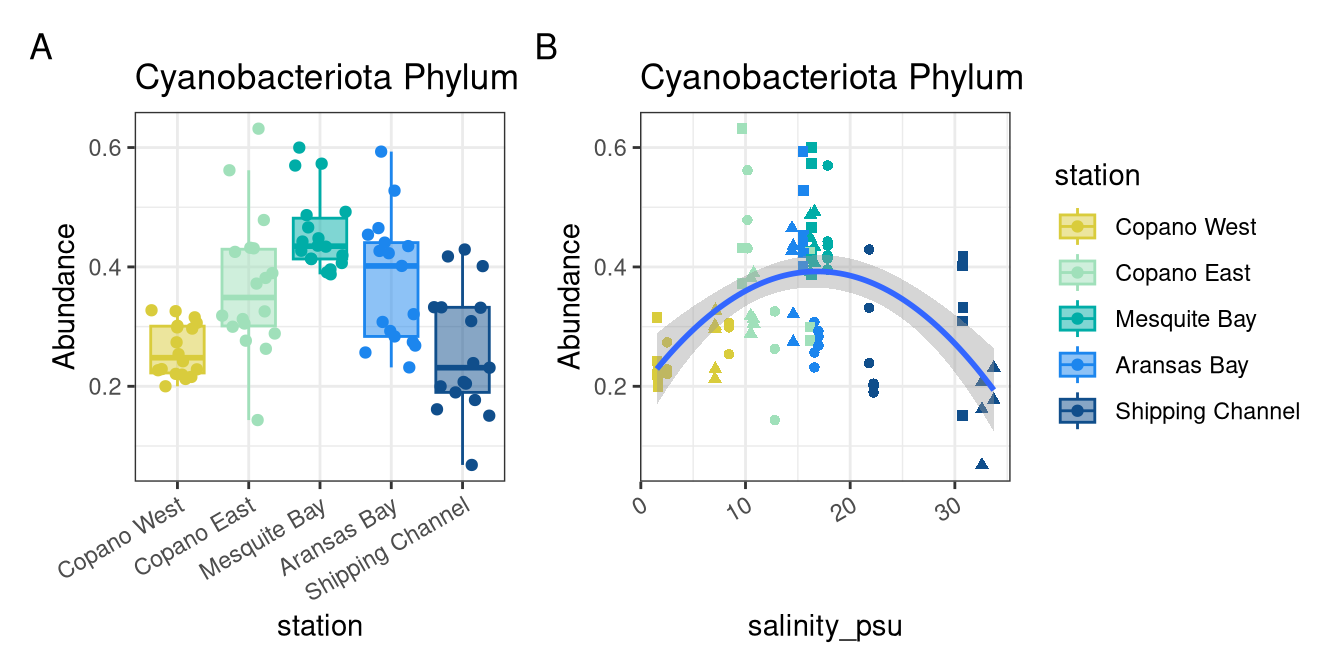 A
Cyanobacteriota Phylum
Abundance
0.6
0.4
0.2
Copano West
Copano East
Mesquite Bay
Aransas Bay
Shipping Channel
station
B
Cyanobacteriota Phylum
Abundance
0.6
0.4
0.2
0
10
20
30
salinity_psu
station
Copano West
Copano East
Mesquite Bay
Aransas Bay
Shipping Channel